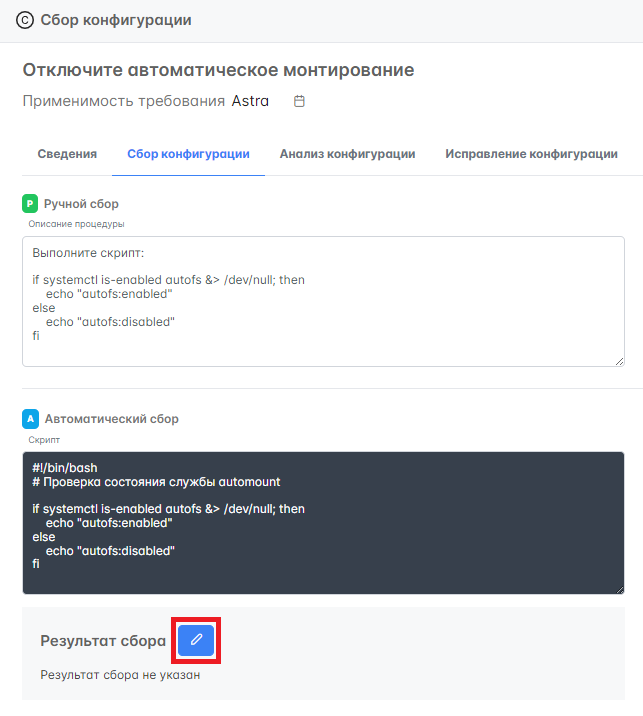 © Сбор конфигурации
Отключите автоматическое монтирование
Применимость требования Astra
Сведения Сбор конфигурации Анализ конфигурации Исправление конфигурации
Р Ручной сбор
Описание процедуры
Выполните скрипт:
if systemctl is-enabled autofs &> /dev/null; then
echo "autofs:enabled"
else
echo "autofs:disabled"
fi
А Автоматический сбор
Скрипт
#!/bin/bash
# Проверка состояния службы automount
if systemctl is-enabled autofs &> /dev/null; then
echo "autofs:enabled"
else
echo "autofs:disabled"
fi
Результат сбора
Результат сбора не указан